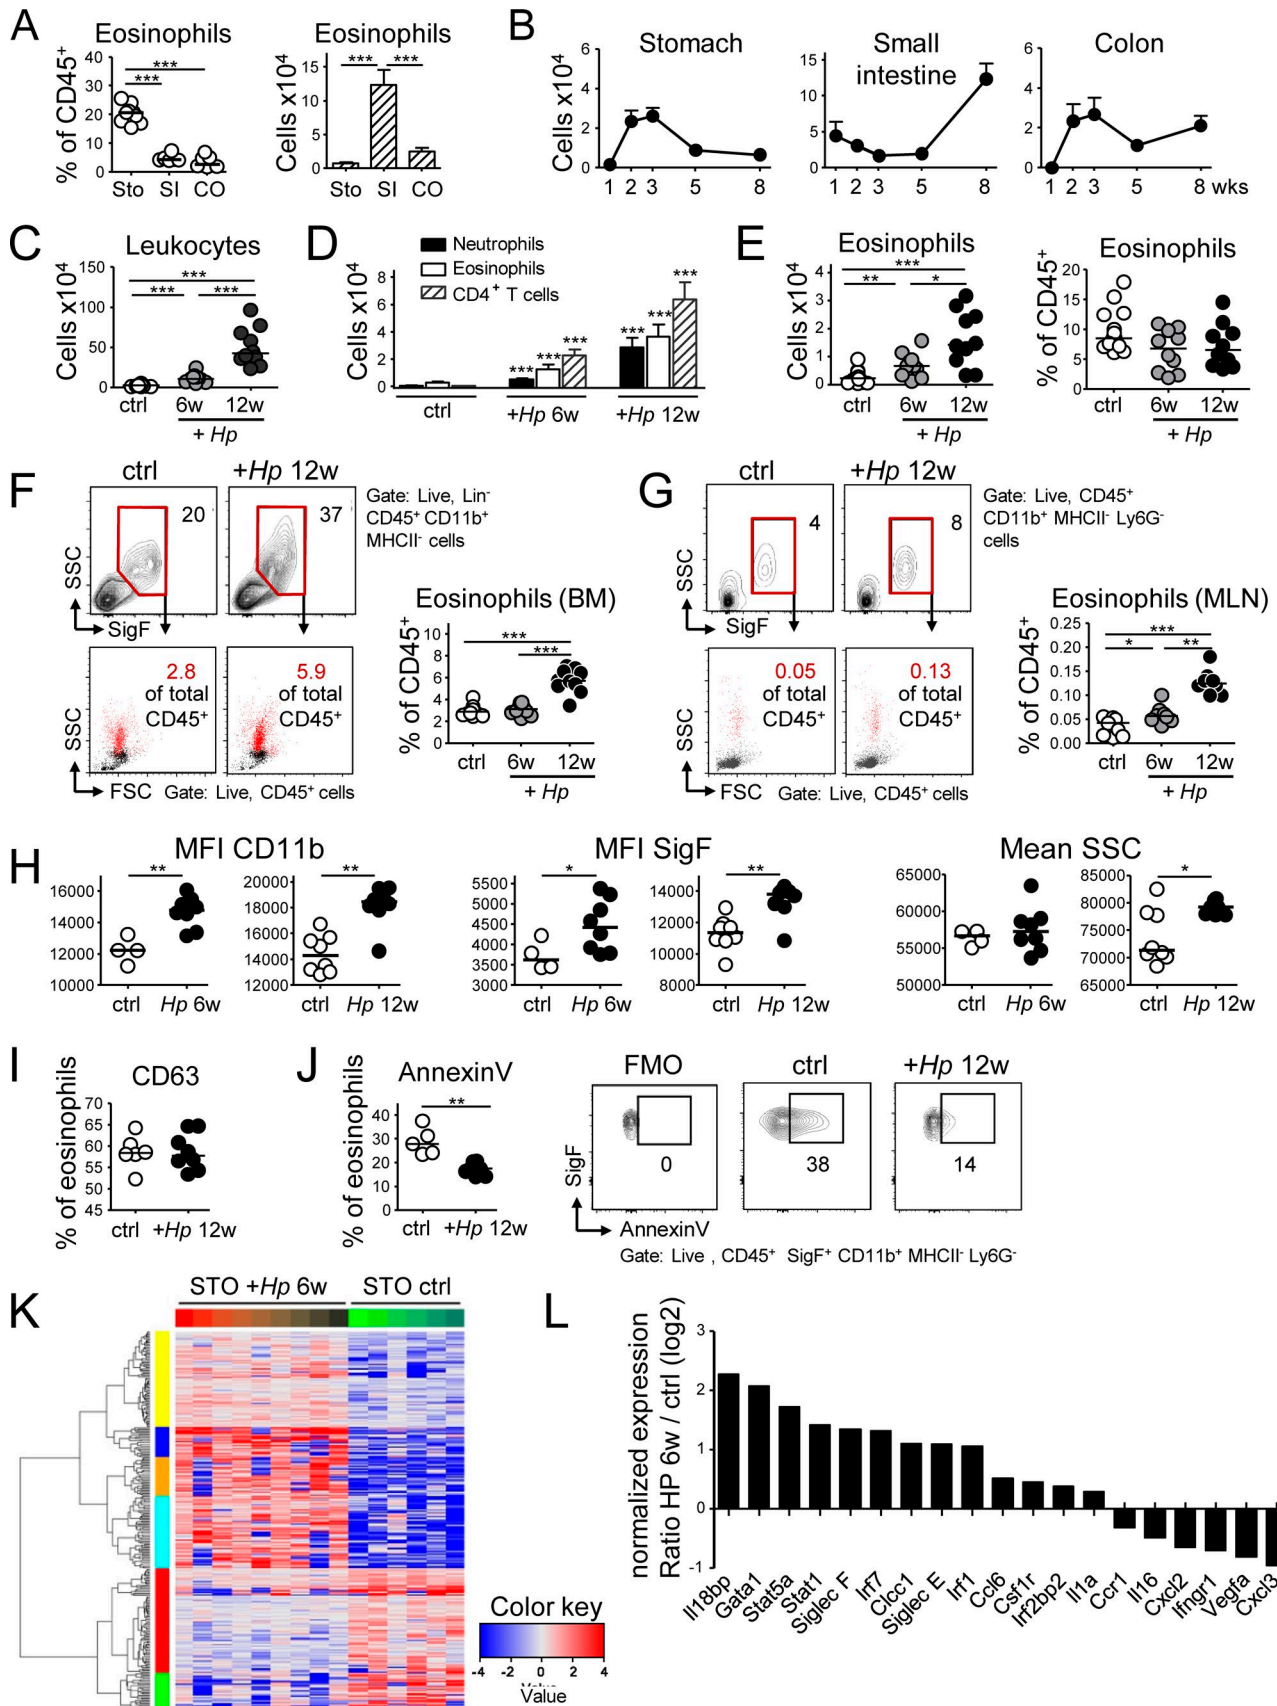 A
Eosinophils
% of CD45⁺
40
30
20
10
0
***
***
Sto SI CO
Eosinophils
Cells x10⁴
15
10
5
0
*** ***
Sto SI CO
B
Stomach
Cells x10⁴
6
4
2
0
1 2 3 5 8
Small
intestine
15
10
5
0
1 2 3 5 8
Colon
6
4
2
0
1 2 3 5 8 wks
C
Leukocytes
Cells x10⁴
150
100
50
0
***
*** ***
ctrl 6w 12w
+ Hp
D
Neutrophils
Eosinophils
CD4⁺ T cells
Cells x10⁴
8
6
4
2
0
*** *** ***
*** *** ***
ctrl +Hp 6w +Hp 12w
E
Eosinophils
Cells x10⁴
4
3
2
1
0
***
** *
ctrl 6w 12w
+ Hp
Eosinophils
% of CD45⁺
20
15
10
5
0
ctrl 6w 12w
+ Hp
F
ctrl +Hp 12w
20 37
Gate: Live, Lin⁻
CD45⁺ CD11b⁺
MHCII⁻ cells
SSC
SigF
2.8
of total
CD45⁺
5.9
of total
CD45⁺
SSC
FSC Gate: Live, CD45⁺ cells
Eosinophils (BM)
% of CD45⁺
10
8
6
4
2
0
***
***
ctrl 6w 12w
+ Hp
G
ctrl +Hp 12w
4 8
Gate: Live, CD45⁺
CD11b⁺ MHCII⁻ Ly6G⁻
cells
SSC
SigF
0.05
of total
CD45⁺
0.13
of total
CD45⁺
SSC
FSC Gate: Live, CD45⁺ cells
Eosinophils (MLN)
% of CD45⁺
0.25
0.20
0.15
0.10
0.05
0.00
***
* **
ctrl 6w 12w
+ Hp
H
MFI CD11b
16000
14000
12000
10000
**
ctrl Hp 6w
20000
18000
16000
14000
12000
**
ctrl Hp 12w
MFI SigF
5500
5000
4500
4000
3500
3000
*
ctrl Hp 6w
14000
12000
10000
8000
**
ctrl Hp 12w
Mean SSC
65000
60000
55000
50000
ctrl Hp 6w
85000
80000
75000
70000
65000
*
ctrl Hp 12w
I
CD63
% of eosinophils
70
65
60
55
50
45
ctrl +Hp 12w
J
AnnexinV
% of eosinophils
40
30
20
10
0
**
ctrl +Hp 12w
FMO ctrl +Hp 12w
0 38 14
SigF
AnnexinV
Gate: Live , CD45⁺ SigF⁺ CD11b⁺ MHCII⁻ Ly6G⁻
K
STO +Hp 6w STO ctrl
Color key
-4 -2 0 2 4
Value
Value
L
normalized expression
Ratio HP 6w / ctrl (log2)
3
2
1
0
-1
Il18bp
Gata1
Stat5a
Stat1
Siglec F
Irf7
Clcc1
Siglec E
Irf1
Ccl6
Csf1r
Irf2bp2
Il1a
Ccr1
Il16
Cxcl2
Ifngr1
Vegfa
Cxcl3